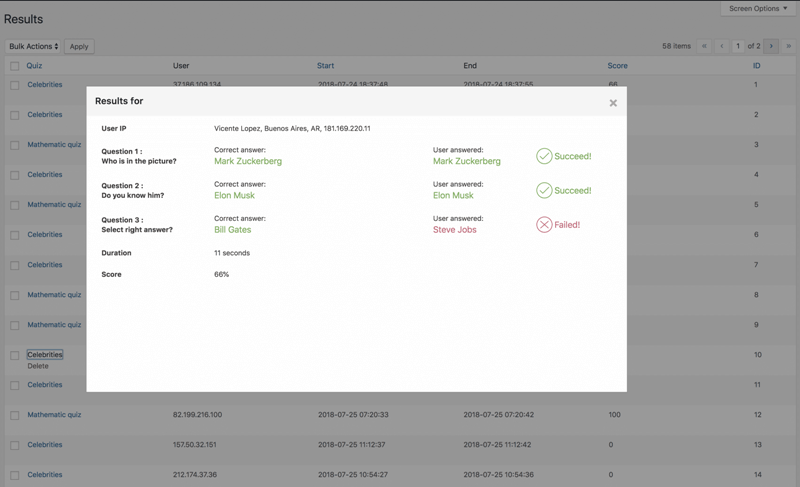 Screen Options ▼
Results
Bulk Actions Apply 58 items « ‹ 1 of 2 › »
Quiz User Start End Score ID
Celebrities 37.186.109.134 2018-07-24 18:37:48 2018-07-24 18:37:55 66 1
Results for ×
User IP Vicente Lopez, Buenos Aires, AR, 181.169.220.11
Question 1 : Correct answer: User answered:
Who is in the picture? Mark Zuckerberg Mark Zuckerberg Succeed!
Question 2 : Correct answer: User answered:
Do you know him? Elon Musk Elon Musk Succeed!
Question 3 : Correct answer: User answered:
Select right answer? Bill Gates Steve Jobs Failed!
Duration 11 seconds
Score 66%
Celebrities 2
Mathematic quiz 3
Celebrities 4
Mathematic quiz 5
Celebrities 6
Celebrities 7
Mathematic quiz 8
Mathematic quiz 9
Celebrities 10
Delete
Celebrities 11
Mathematic quiz 82.199.216.100 2018-07-25 07:20:33 2018-07-25 07:20:42 100 12
Celebrities 157.50.32.151 2018-07-25 11:12:37 2018-07-25 11:12:42 0 13
Celebrities 212.174.37.36 2018-07-25 10:54:27 2018-07-25 10:54:36 0 14